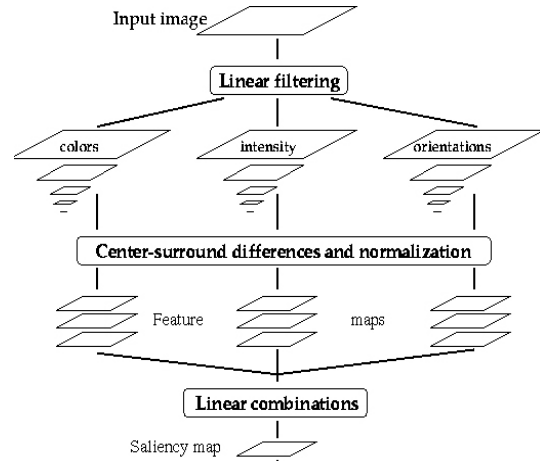 Input image
Linear filtering
colors intensity orientations
Center-surround differences and normalization
Feature maps
Linear combinations
Saliency map